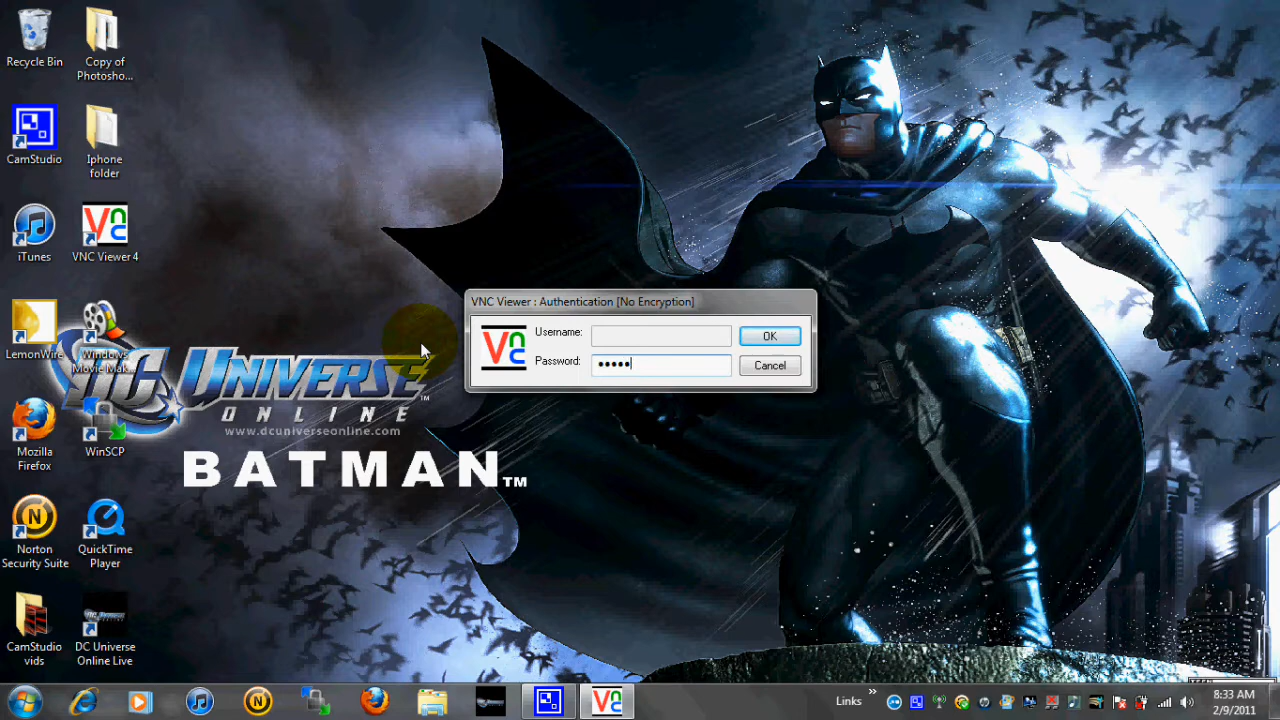 Recycle Bin
Copy of
Photosho...
CamStudio
Iphone
folder
iTunes
VNC Viewer 4
LemonWire
Windows
Movie Mak...
Mozilla
Firefox
WinSCP
Norton
Security Suite
QuickTime
Player
CamStudio
vids
DC Universe
Online Live
DC UNIVERSE™
ONLINE
www.dcuniverseonline.com
BATMAN™
VNC Viewer : Authentication [No Encryption]
Username:
OK
Password:
•••••
Cancel
Links
8:33 AM
2/9/2011